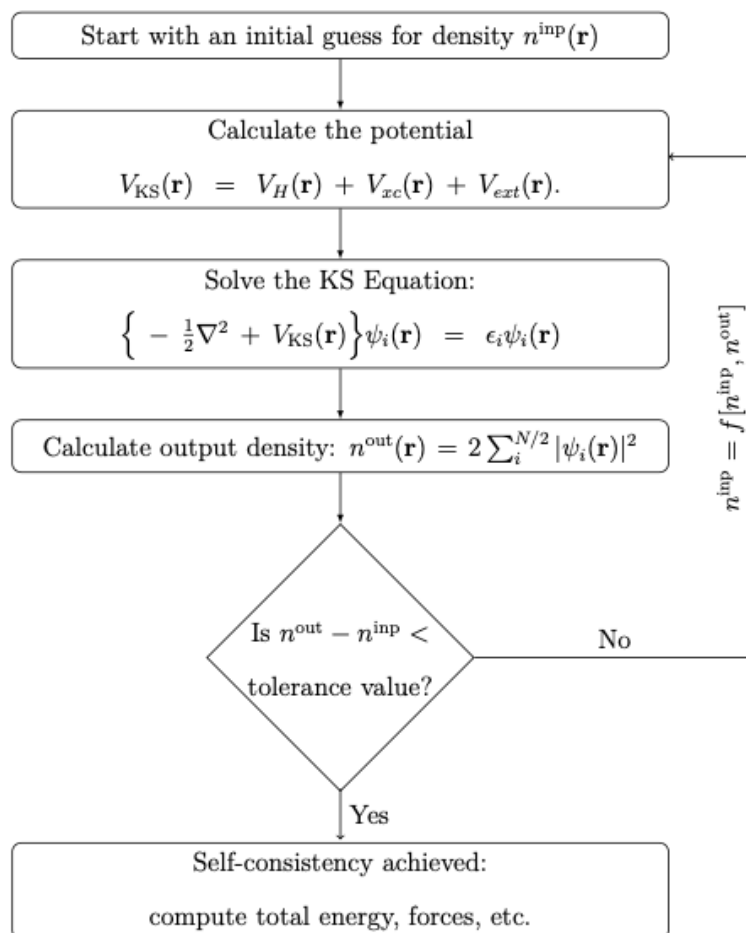 Start with an initial guess for density n^inp(r)
Calculate the potential
V_KS(r) = V_H(r) + V_xc(r) + V_ext(r).
Solve the KS Equation:
{ − ½∇² + V_KS(r)}ψ_i(r) = ϵ_iψ_i(r)
Calculate output density: n^out(r) = 2 ∑_i^{N/2} |ψ_i(r)|²
Is n^out − n^inp <
tolerance value?
No
n^inp = f[n^inp, n^out]
Yes
Self-consistency achieved:
compute total energy, forces, etc.